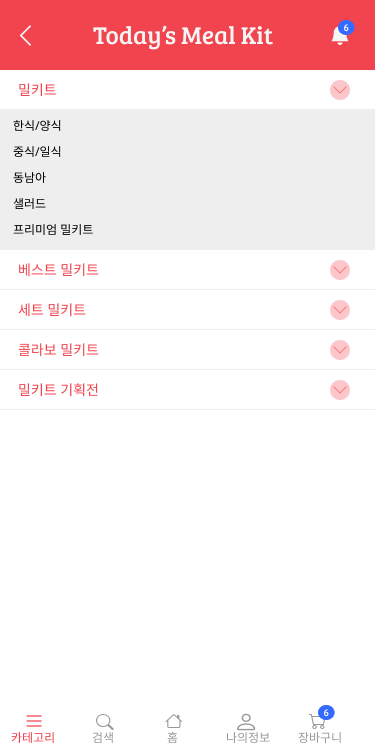 Today's Meal Kit
6
밀키트
한식/양식
중식/일식
동남아
샐러드
프리미엄 밀키트
베스트 밀키트
세트 밀키트
콜라보 밀키트
밀키트 기획전
6
카테고리 검색 홈 나의정보 장바구니